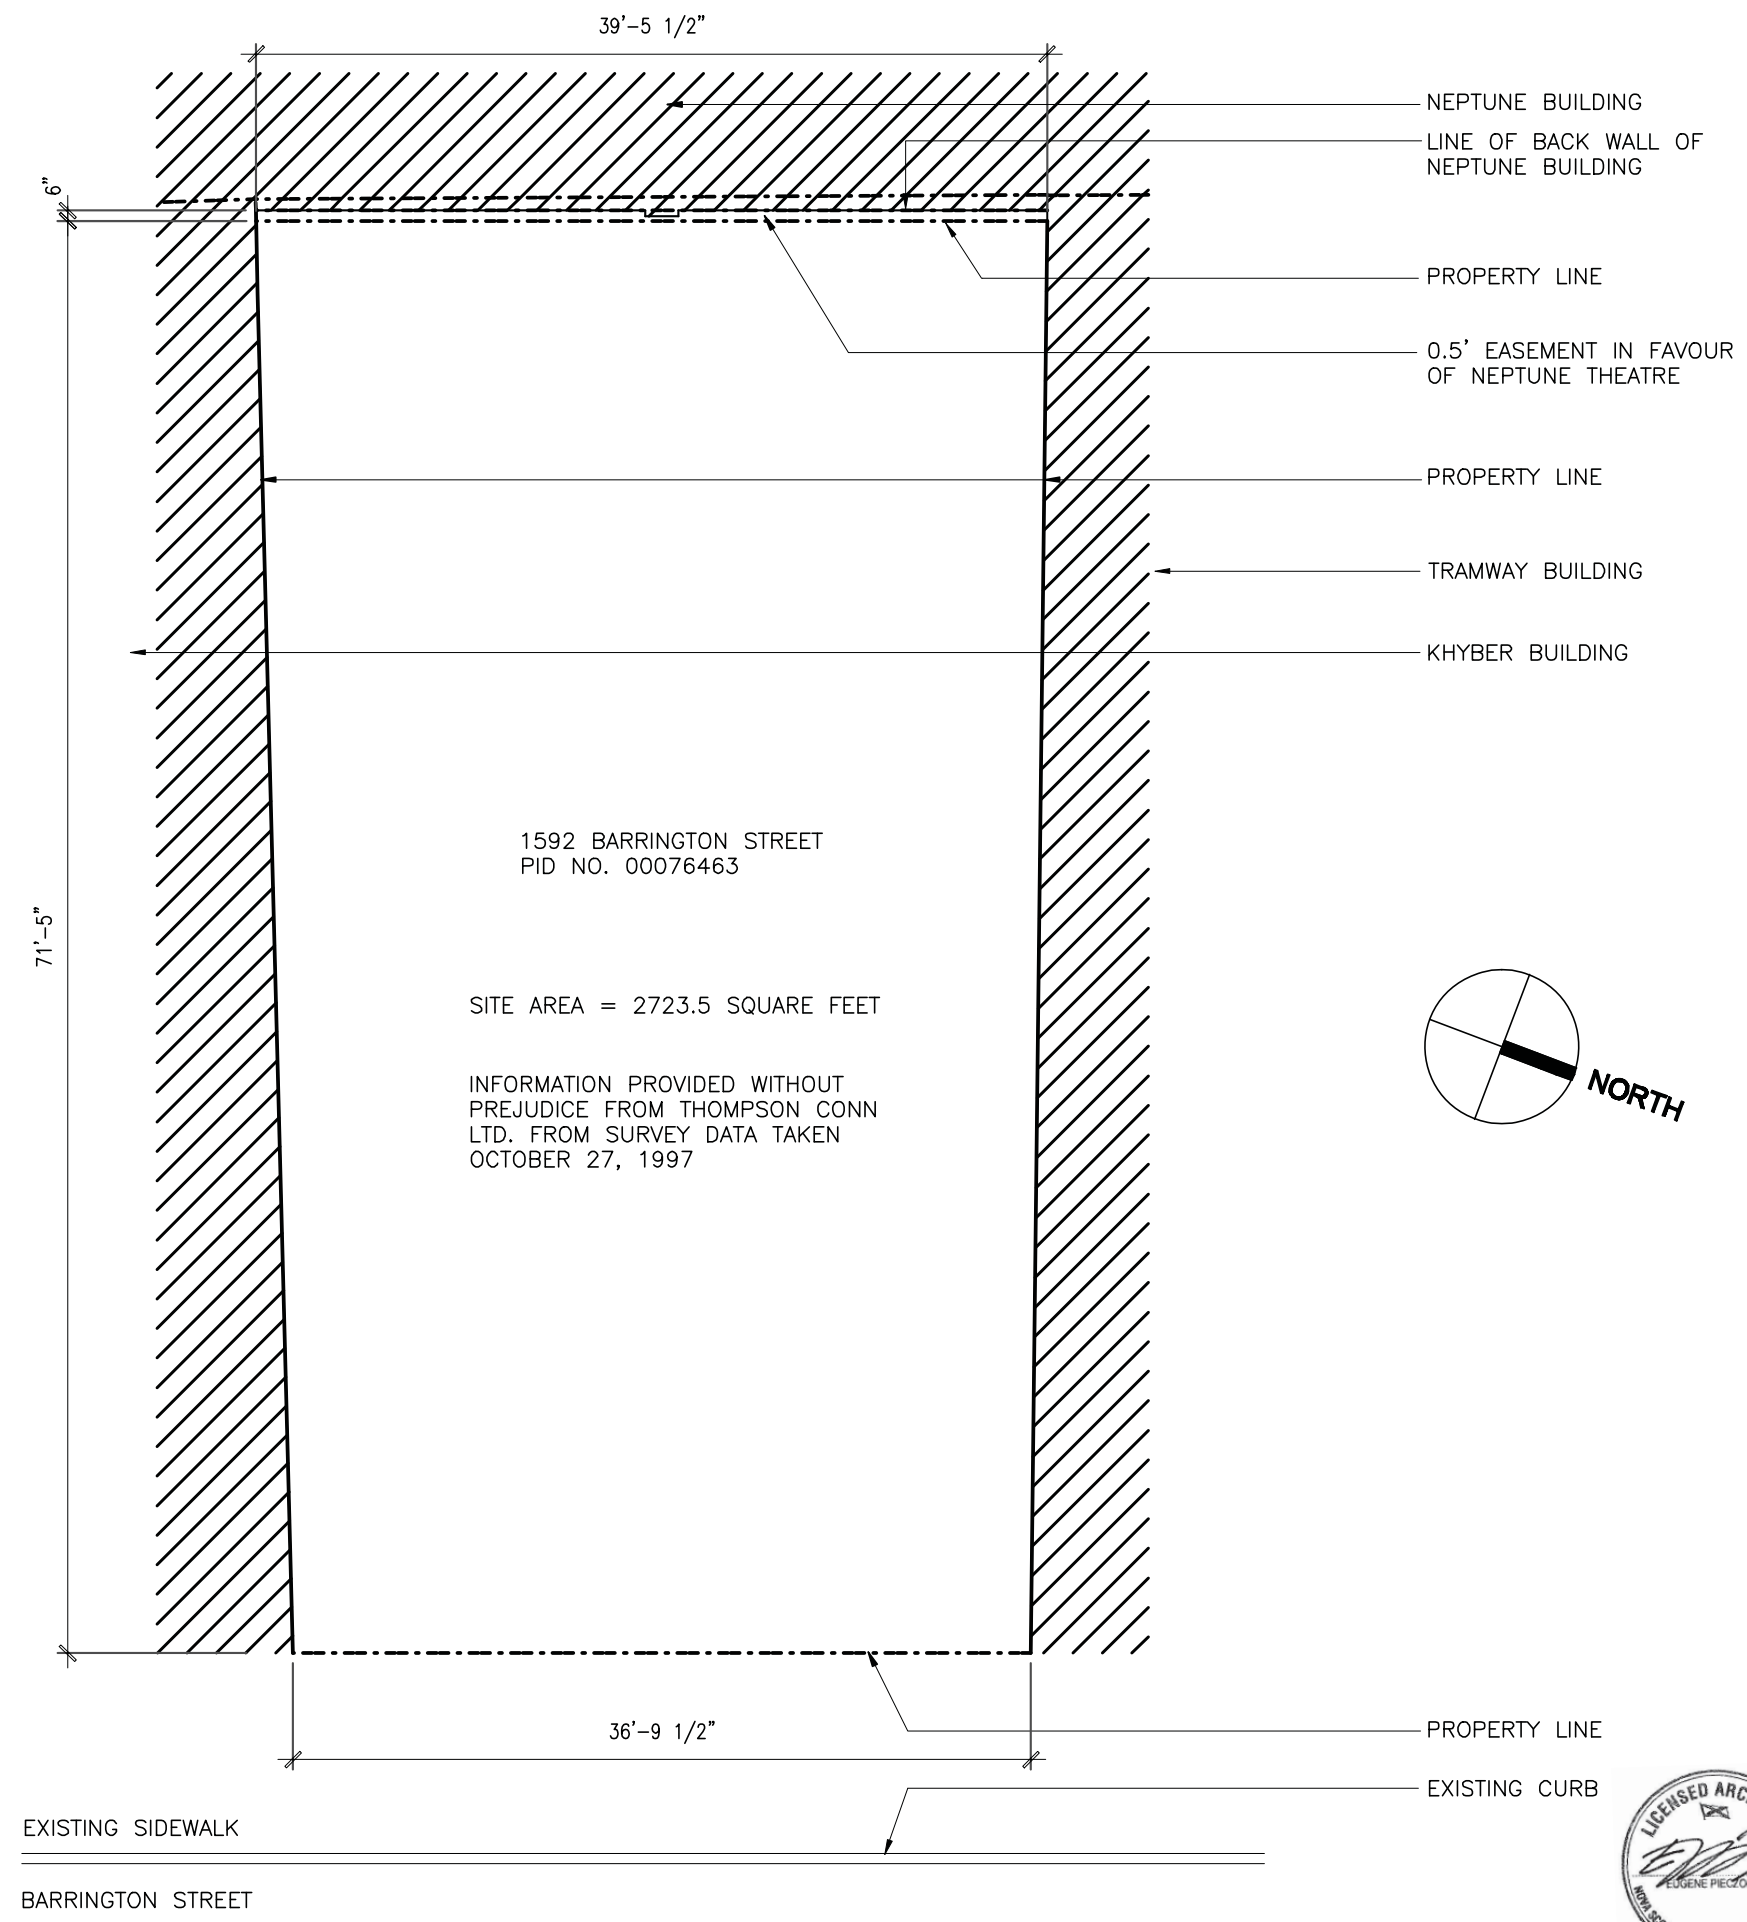 39'-5 1/2"
NEPTUNE BUILDING
LINE OF BACK WALL OF
NEPTUNE BUILDING
6"
PROPERTY LINE
0.5' EASEMENT IN FAVOUR
OF NEPTUNE THEATRE
PROPERTY LINE
TRAMWAY BUILDING
KHYBER BUILDING
1592 BARRINGTON STREET
PID NO. 00076463
71'-5"
SITE AREA = 2723.5 SQUARE FEET
INFORMATION PROVIDED WITHOUT
PREJUDICE FROM THOMPSON CONN
LTD. FROM SURVEY DATA TAKEN
OCTOBER 27, 1997
NORTH
36'-9 1/2"
PROPERTY LINE
EXISTING CURB
EXISTING SIDEWALK
BARRINGTON STREET
LICENSED
EUGENE
NOVA